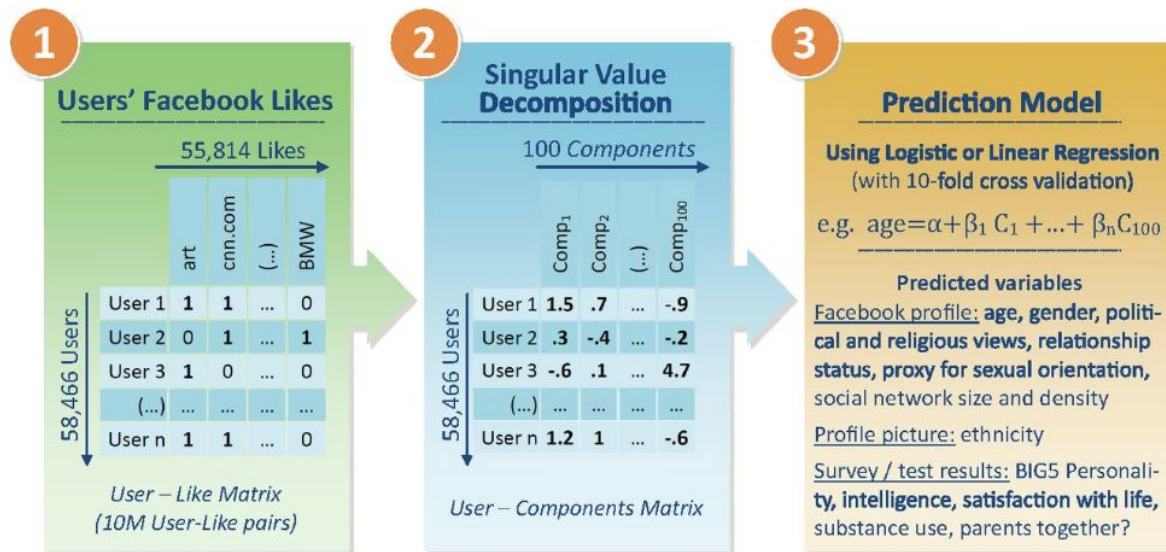 1
Users' Facebook Likes
55,814 Likes
art cnn.com (...) BMW
58,466 Users
User 1 1 1 ... 0
User 2 0 1 ... 1
User 3 1 0 ... 0
(...) ... ... ... ...
User n 1 1 ... 0
User – Like Matrix
(10M User-Like pairs)
2
Singular Value
Decomposition
100 Components
Comp₁ Comp₂ (...) Comp₁₀₀
58,466 Users
User 1 1.5 .7 ... -.9
User 2 .3 -.4 ... -.2
User 3 -.6 .1 ... 4.7
(...) ... ... ... ...
User n 1.2 1 ... -.6
User – Components Matrix
3
Prediction Model
Using Logistic or Linear Regression
(with 10-fold cross validation)
e.g. age=α+β₁ C₁ +...+ βₙC₁₀₀
Predicted variables
Facebook profile: age, gender, politi-
cal and religious views, relationship
status, proxy for sexual orientation,
social network size and density
Profile picture: ethnicity
Survey / test results: BIG5 Personali-
ty, intelligence, satisfaction with life,
substance use, parents together?